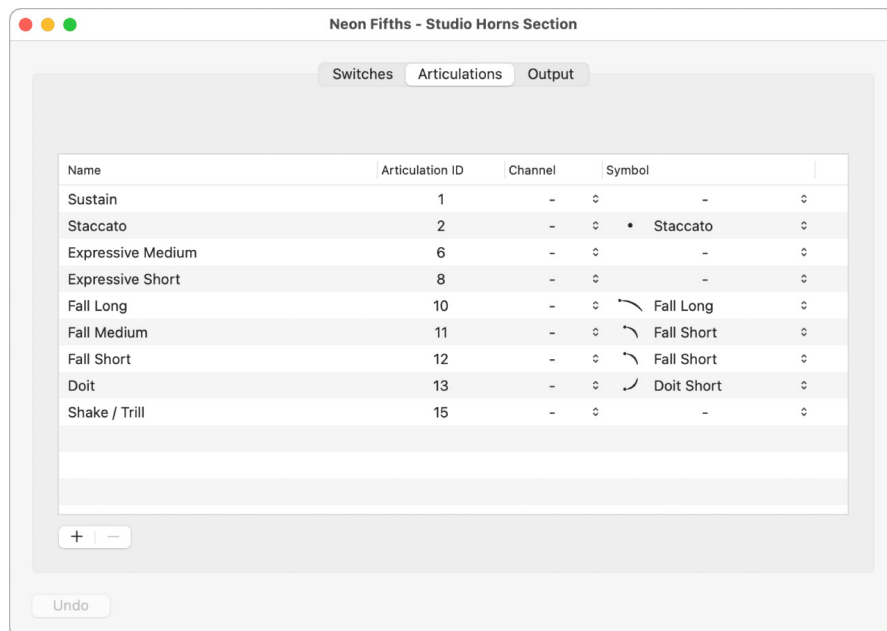 Neon Fifths - Studio Horns Section
Switches Articulations Output
Name Articulation ID Channel Symbol
Sustain 1 - -
Staccato 2 - Staccato
Expressive Medium 6 - -
Expressive Short 8 - -
Fall Long 10 - Fall Long
Fall Medium 11 - Fall Short
Fall Short 12 - Fall Short
Doit 13 - Doit Short
Shake / Trill 15 - -
+ −
Undo